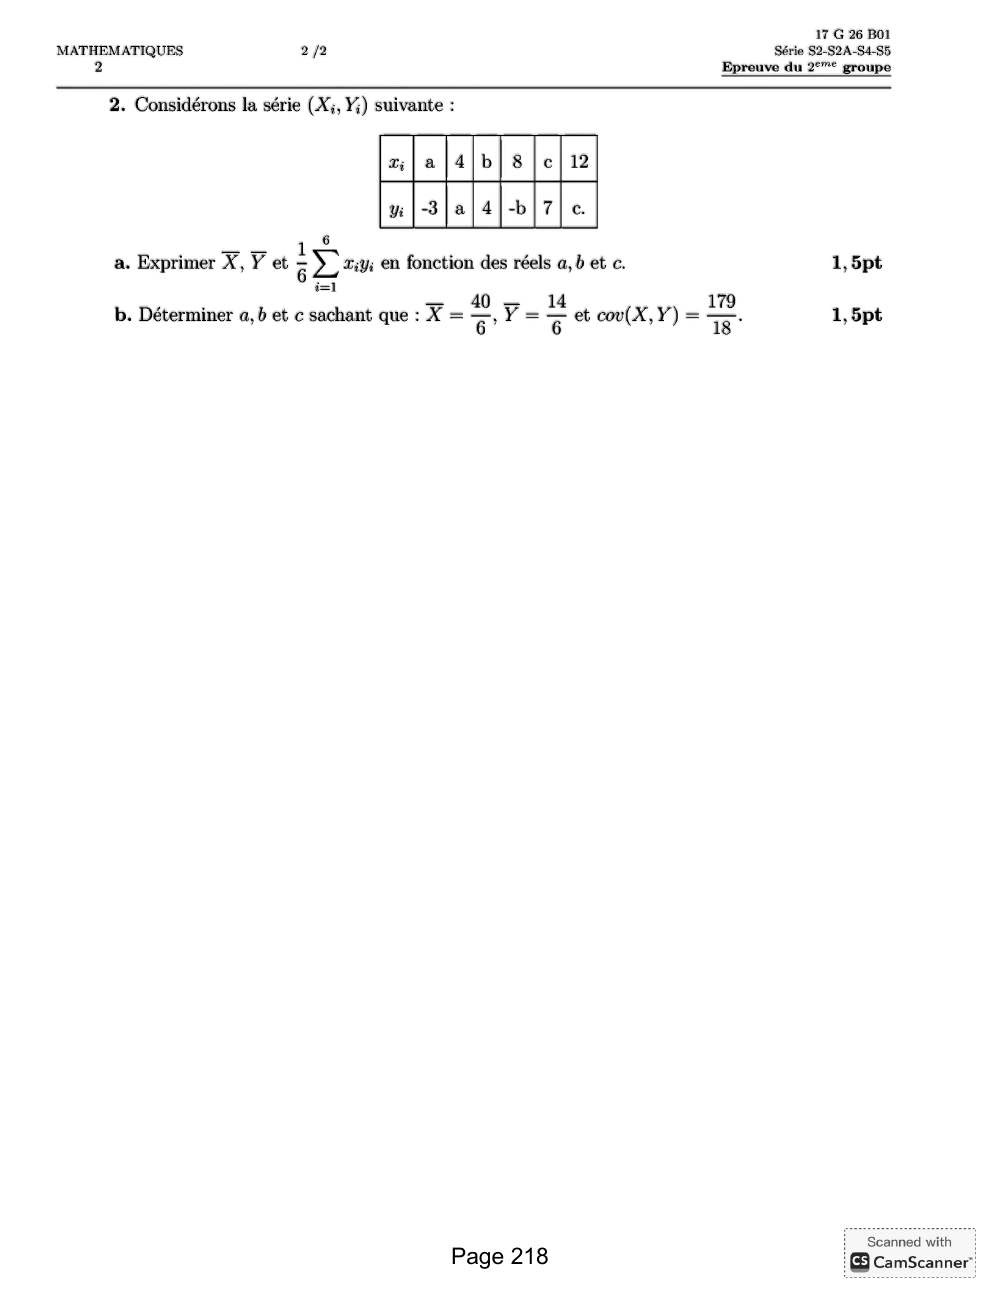 17 G 26 B01
MATHEMATIQUES 2 /2 Série S2-S2A-S4-S5
2 Epreuve du 2eme groupe
2. Considérons la série (Xi, Yi) suivante :
xi a 4 b 8 c 12
yi -3 a 4 -b 7 c.
a. Exprimer X̅, Y̅ et 1/6 ∑_{i=1}^{6} xiyi en fonction des réels a, b et c. 1, 5pt
b. Déterminer a, b et c sachant que : X̅ = 40/6, Y̅ = 14/6 et cov(X, Y) = 179/18. 1, 5pt
Page 218
Scanned with
CS CamScanner™